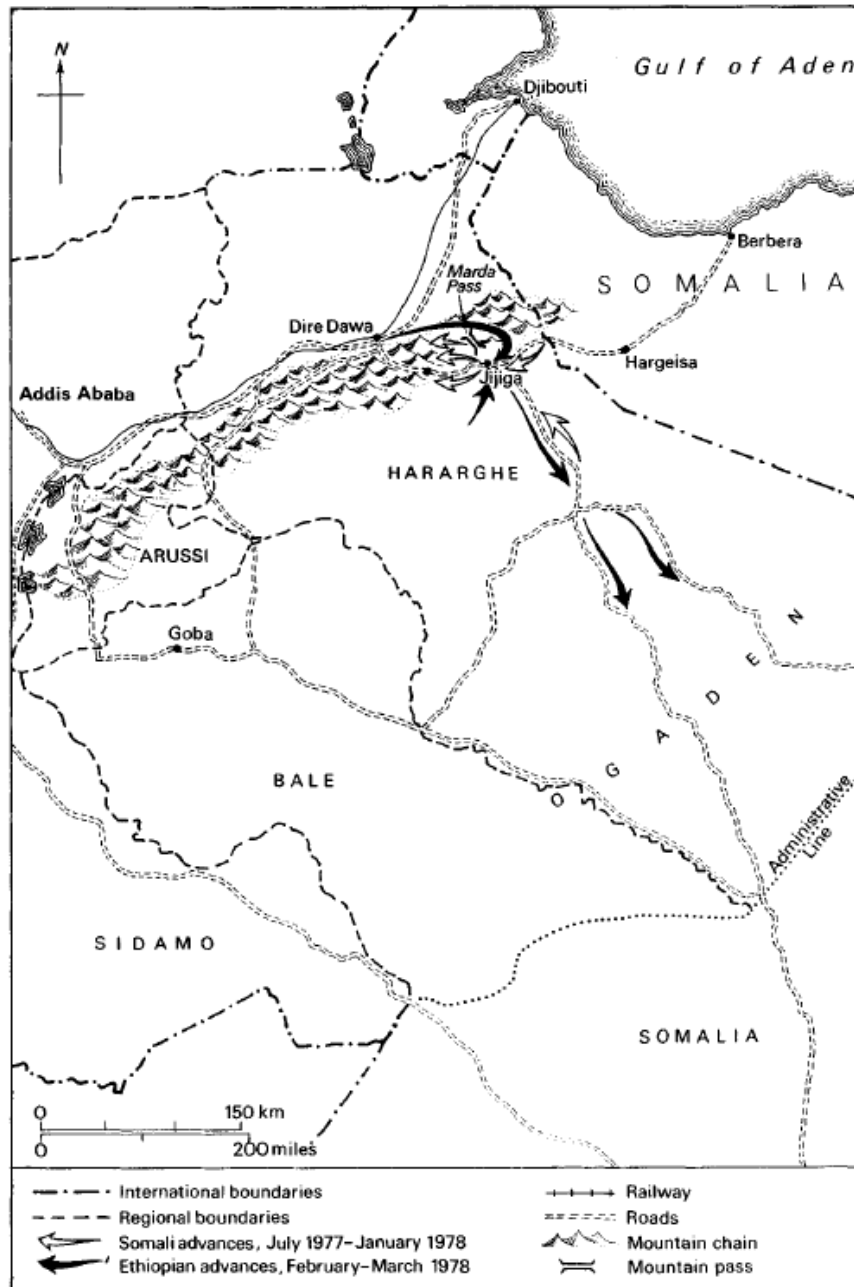 N
Gulf of Aden
Djibouti
Berbera
SOMALIA
Marda
Pass
Dire Dawa
Hargeisa
Jijiga
Addis Ababa
HARARGHE
ARUSSI
Goba
OGADEN
BALE
Administrative
Line
SIDAMO
SOMALIA
0 150 km
0 200 miles
International boundaries
Regional boundaries
Somali advances, July 1977–January 1978
Ethiopian advances, February–March 1978
Railway
Roads
Mountain chain
Mountain pass